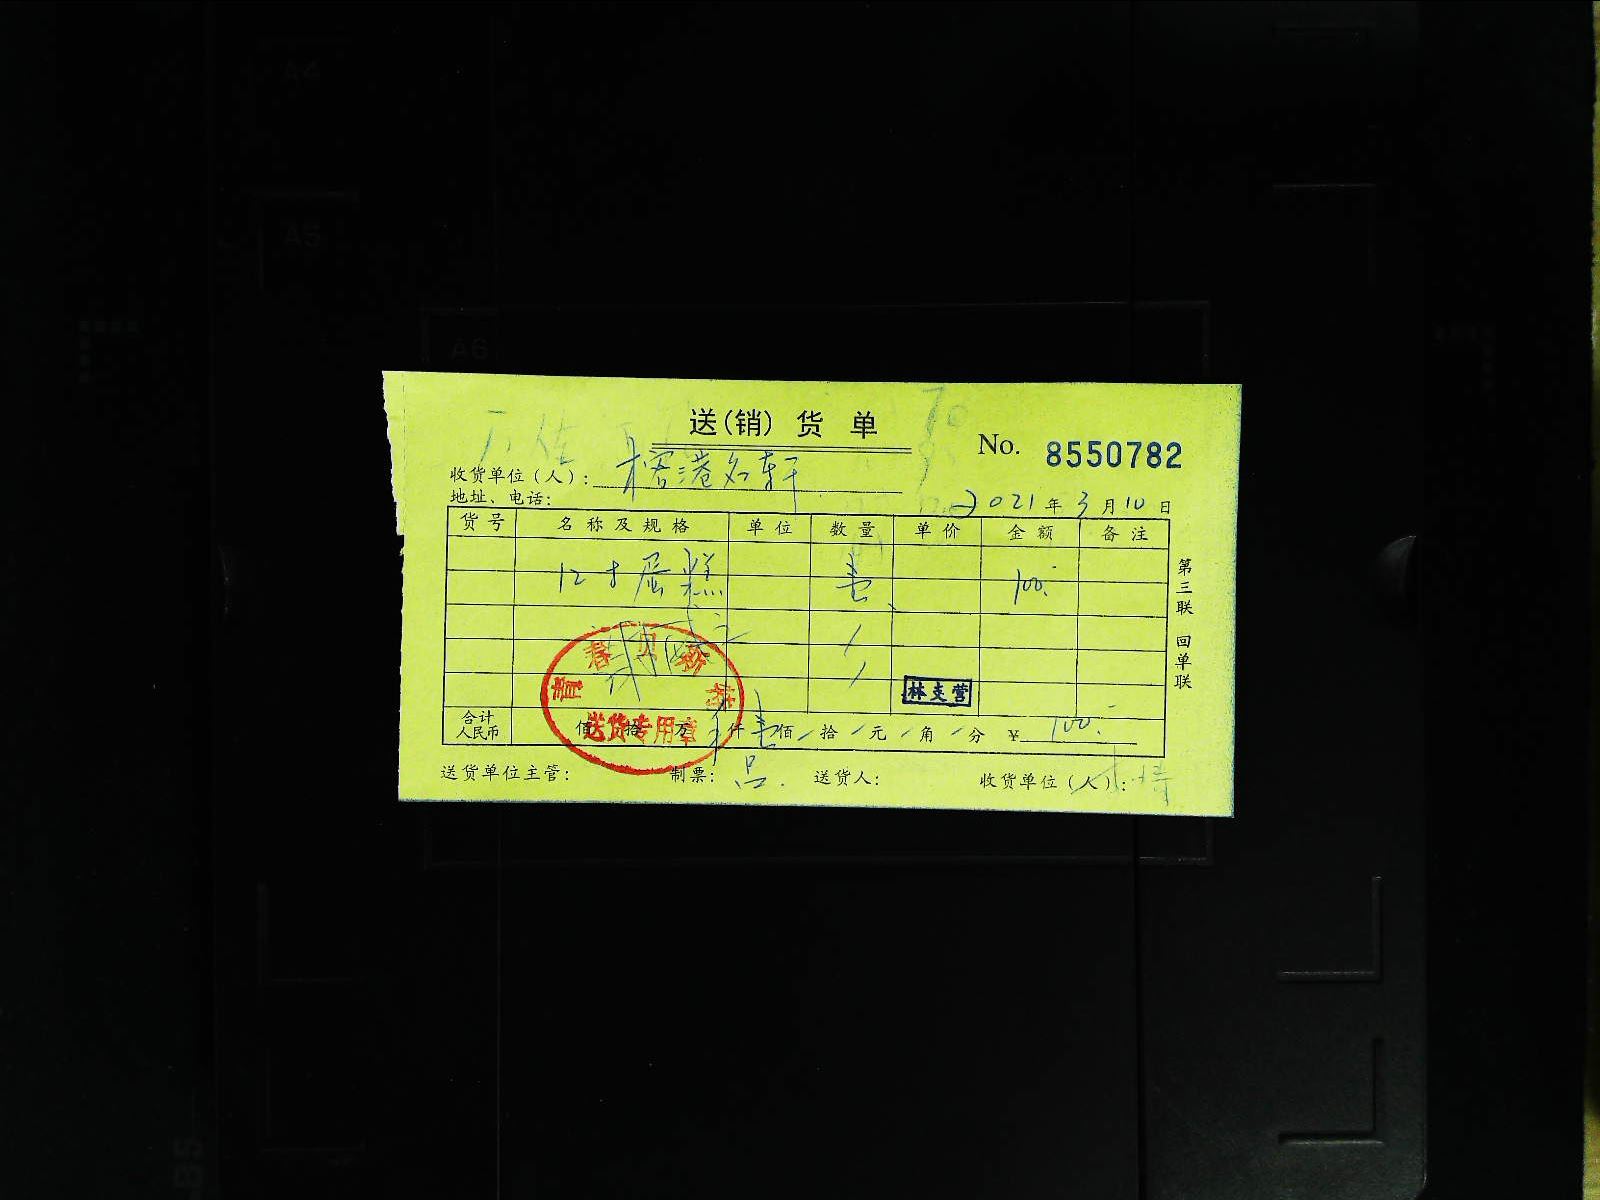 A4
A5
A6
送(销)货单
No. 8550782
收货单位(人): 榕港名轩
地址、电话:
2021年3月10日
货号 名称及规格 单位 数量 单价 金额 备注
12寸蛋糕 壹 100.
林支营
送货专用章
合计人民币 佰 拾 万 仟 壹佰 拾 元 角 分 ¥ 100.
送货单位主管: 制票: 送货人: 收货单位(人):
第三联 回单联
B5